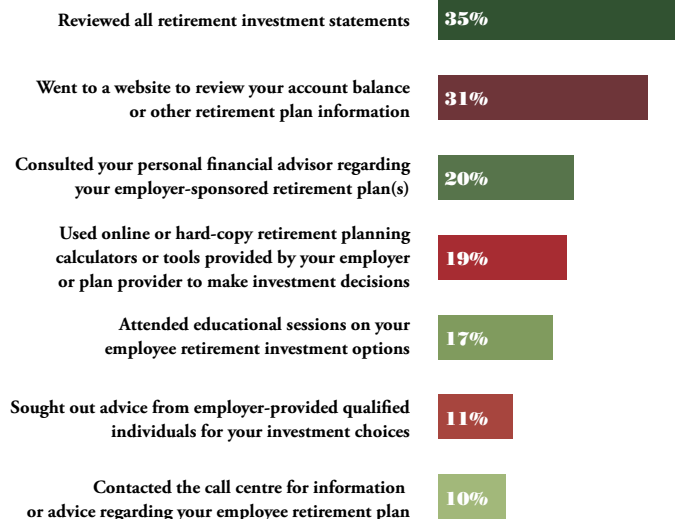 Reviewed all retirement investment statements
35%
Went to a website to review your account balance
or other retirement plan information
31%
Consulted your personal financial advisor regarding
your employer-sponsored retirement plan(s)
20%
Used online or hard-copy retirement planning
calculators or tools provided by your employer
or plan provider to make investment decisions
19%
Attended educational sessions on your
employee retirement investment options
17%
Sought out advice from employer-provided qualified
individuals for your investment choices
11%
Contacted the call centre for information
or advice regarding your employee retirement plan
10%